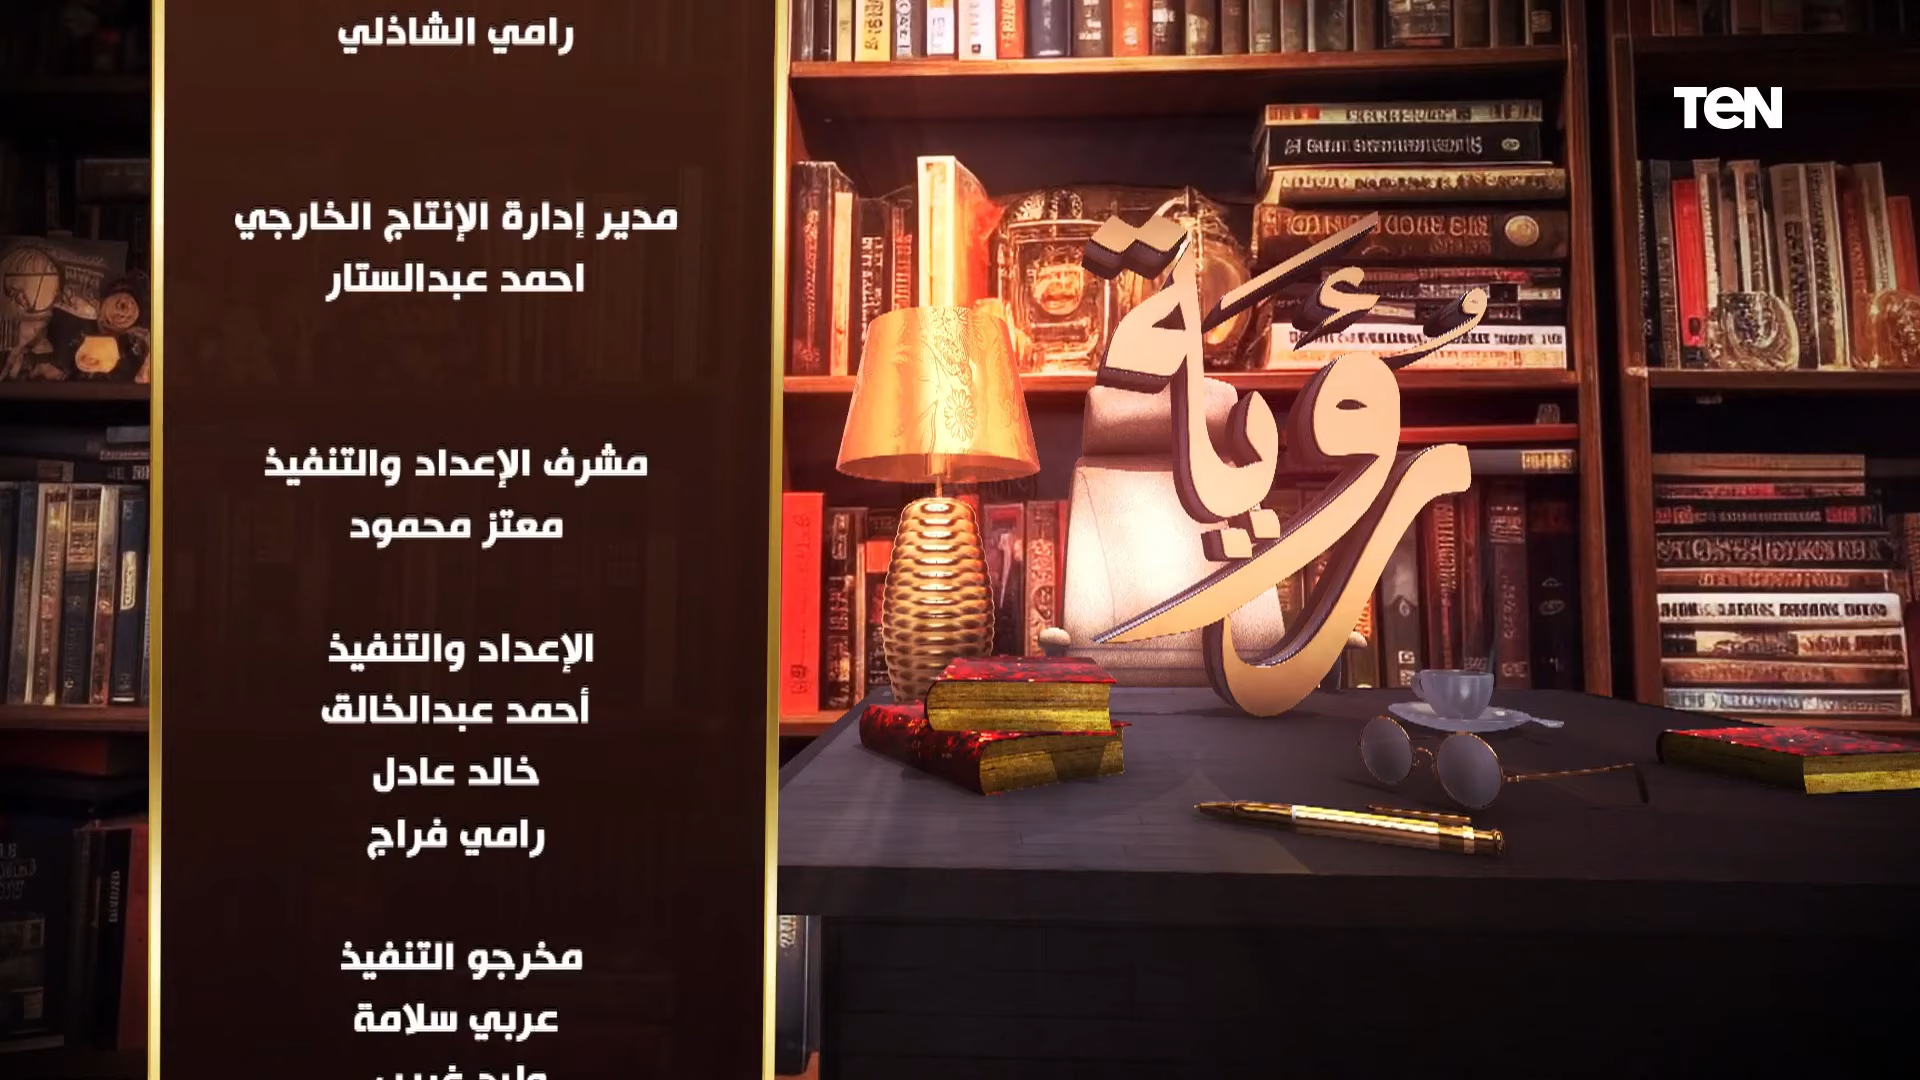 رامي الشاذلي
مدير إدارة الإنتاج الخارجي
احمد عبدالستار
مشرف الإعداد والتنفيذ
معتز محمود
الإعداد والتنفيذ
أحمد عبدالخالق
خالد عادل
رامي فراج
مخرجو التنفيذ
عربي سلامة
TEN
رُؤية